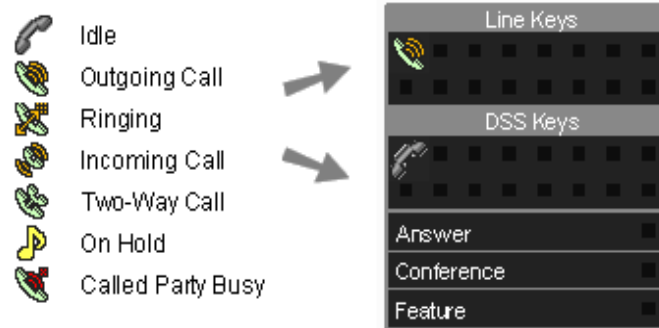 Idle
Outgoing Call
Ringing
Incoming Call
Two-Way Call
On Hold
Called Party Busy
Line Keys
DSS Keys
Answer
Conference
Feature